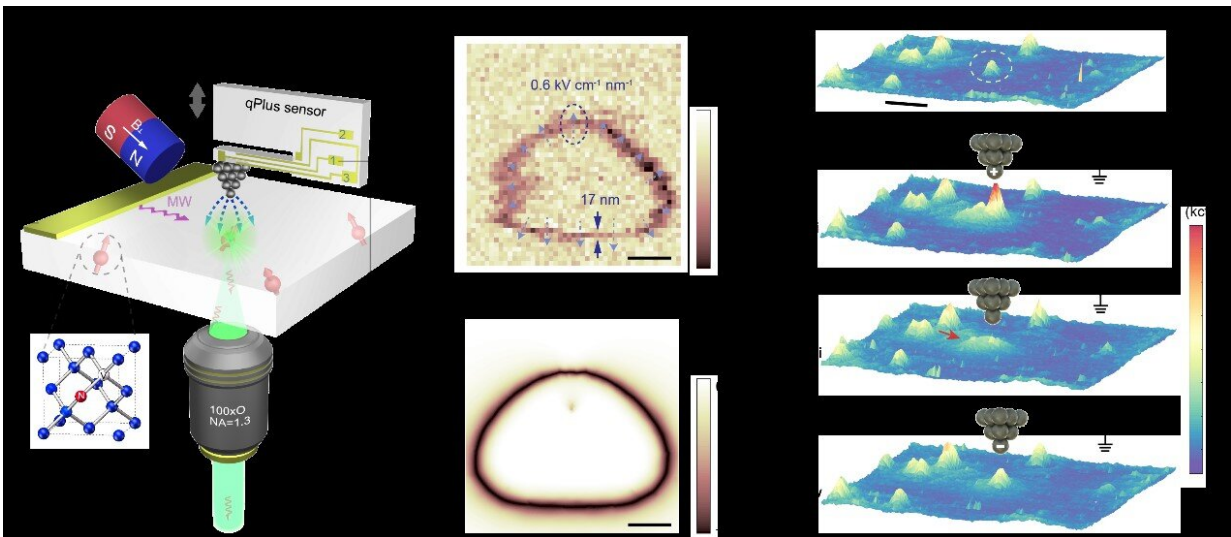 qPlus sensor
2
1
3
S
B
N
MW
N
100xO
NA=1.3
0.6 kV cm⁻¹ nm⁻¹
17 nm
+
(kc
i
-